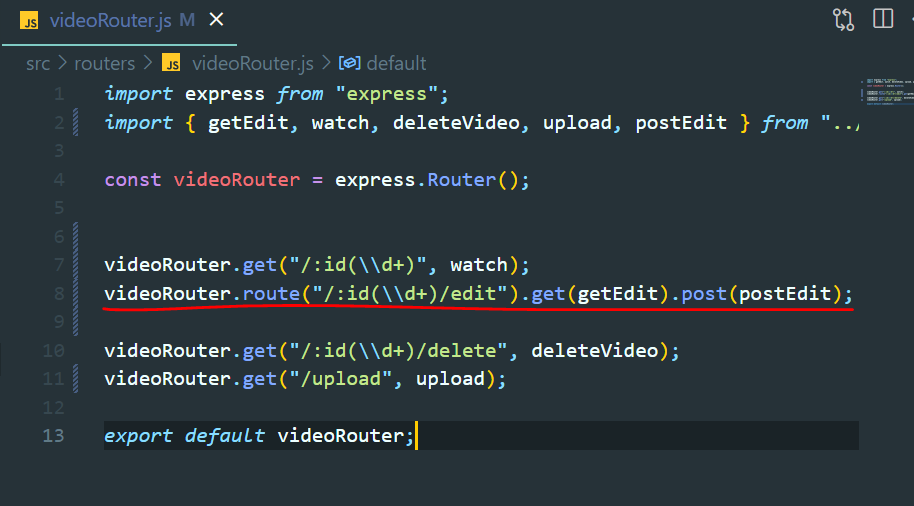 JS videoRouter.js M ×
src > routers > JS videoRouter.js > default
1 import express from "express";
2 import { getEdit, watch, deleteVideo, upload, postEdit } from "../
3
4 const videoRouter = express.Router();
5
6
7 videoRouter.get("/:id(\\d+)", watch);
8 videoRouter.route("/:id(\\d+)/edit").get(getEdit).post(postEdit);
9
10 videoRouter.get("/:id(\\d+)/delete", deleteVideo);
11 videoRouter.get("/upload", upload);
12
13 export default videoRouter;